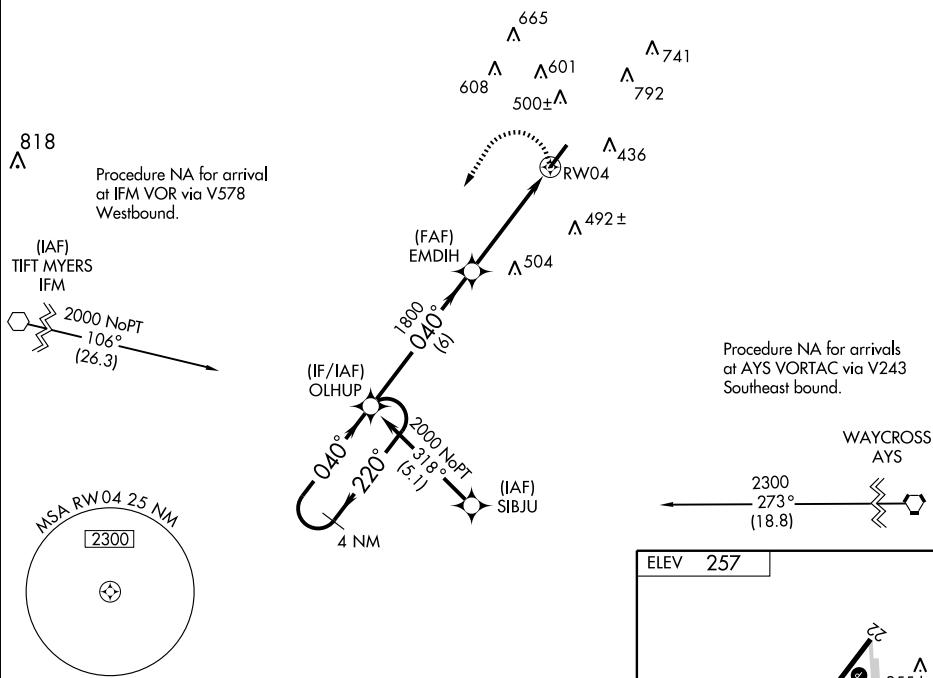 665
741
608
601
792
500±
818
436
RW04
Procedure NA for arrival
at IFM VOR via V578
Westbound.
492 ±
(FAF)
EMDIH
504
(IAF)
TIFT MYERS
IFM
2000 NoPT
106°
(26.3)
1800
040°
(6)
Procedure NA for arrivals
at AYS VORTAC via V243
Southeast bound.
(IF/IAF)
OLHUP
2000 NoPT
318°
(5.1)
040°
220°
(IAF)
SIBJU
4 NM
WAYCROSS
AYS
2300
273°
(18.8)
MSA RW 04 25 NM
2300
ELEV 257
22